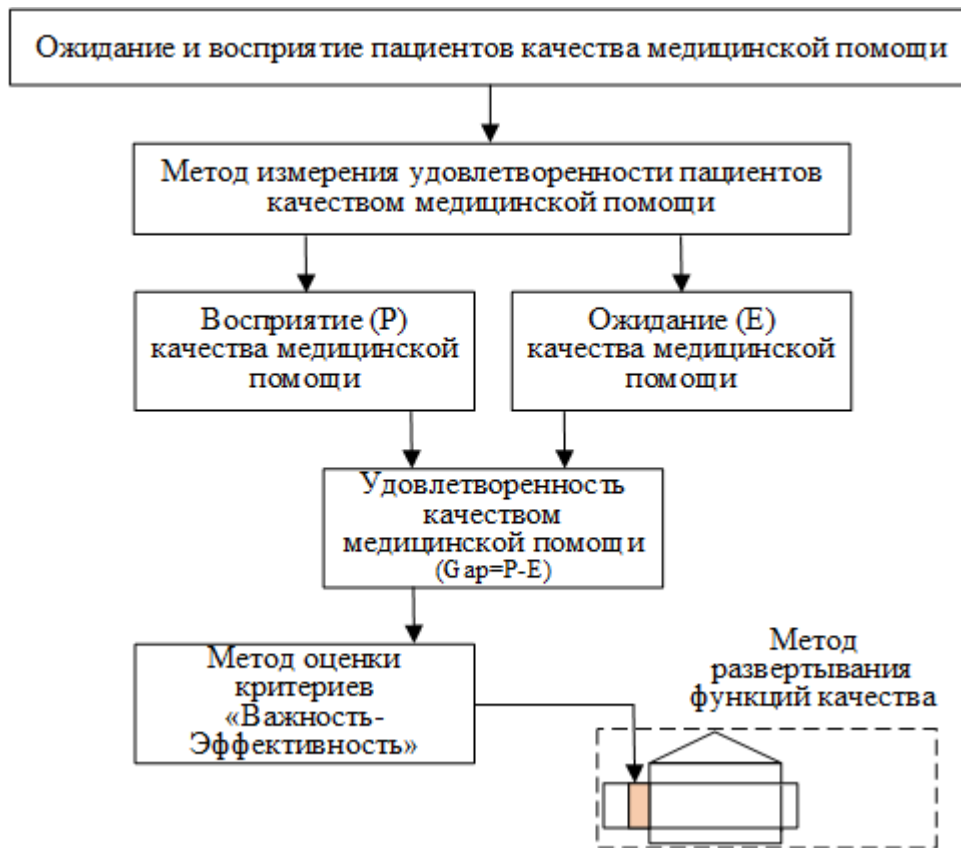 Ожидание и восприятие пациентов качества медицинской помощи
Метод измерения удовлетворенности пациентов
качеством медицинской помощи
Восприятие (P)
качества медицинской
помощи
Ожидание (E)
качества медицинской
помощи
Удовлетворенность
качеством
медицинской помощи
(Gap=P-E)
Метод оценки
критериев
«Важность-
Эффективность»
Метод
развертывания
функций качества